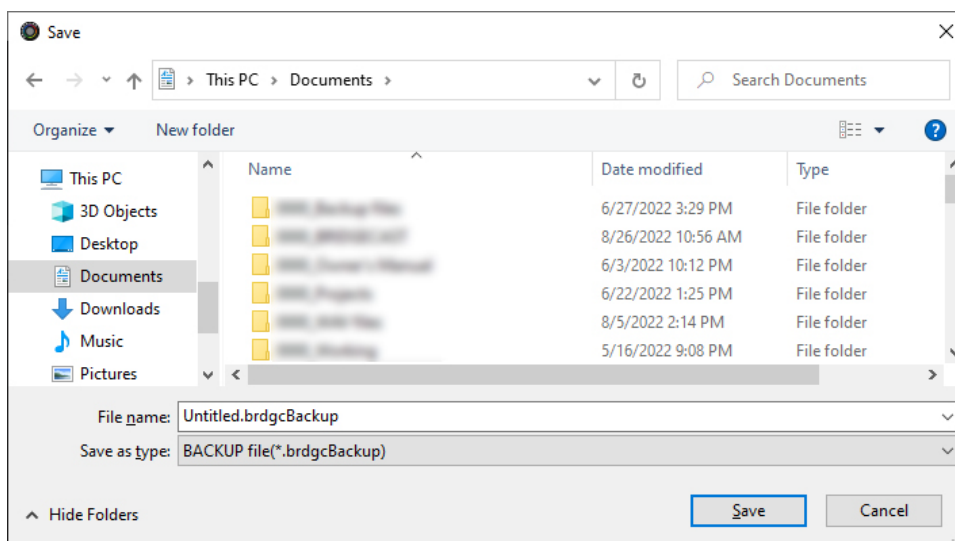 Save
This PC > Documents >
Search Documents
Organize
New folder
This PC
3D Objects
Desktop
Documents
Downloads
Music
Pictures
Name Date modified Type
6/27/2022 3:29 PM File folder
8/26/2022 10:56 AM File folder
6/3/2022 10:12 PM File folder
6/22/2022 1:25 PM File folder
8/5/2022 2:14 PM File folder
5/16/2022 9:08 PM File folder
File name: Untitled.brdgcBackup
Save as type: BACKUP file(*.brdgcBackup)
Hide Folders
Save
Cancel